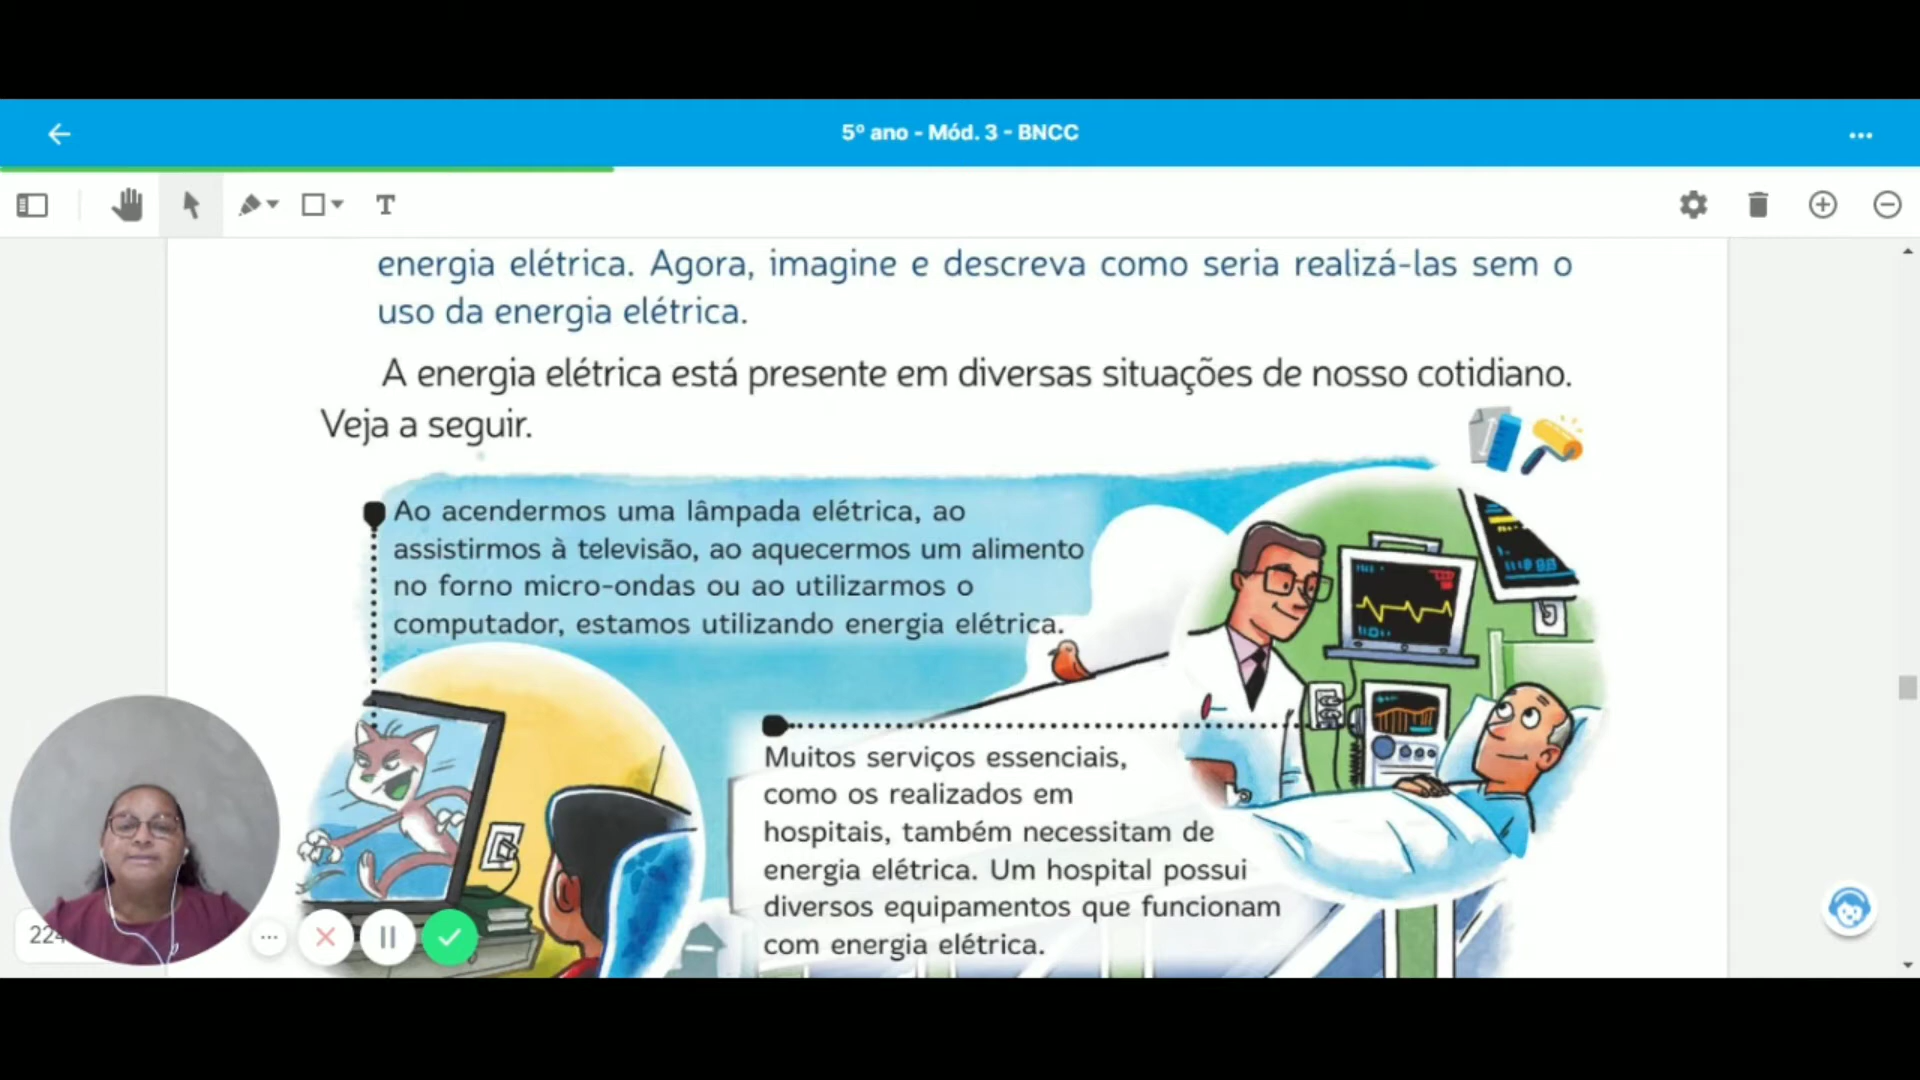 5º ano - Mód. 3 - BNCC
T
energia elétrica. Agora, imagine e descreva como seria realizá-las sem o
uso da energia elétrica.
A energia elétrica está presente em diversas situações de nosso cotidiano.
Veja a seguir.
Ao acendermos uma lâmpada elétrica, ao
assistirmos à televisão, ao aquecermos um alimento
no forno micro-ondas ou ao utilizarmos o
computador, estamos utilizando energia elétrica.
Muitos serviços essenciais,
como os realizados em
hospitais, também necessitam de
energia elétrica. Um hospital possui
diversos equipamentos que funcionam
com energia elétrica.